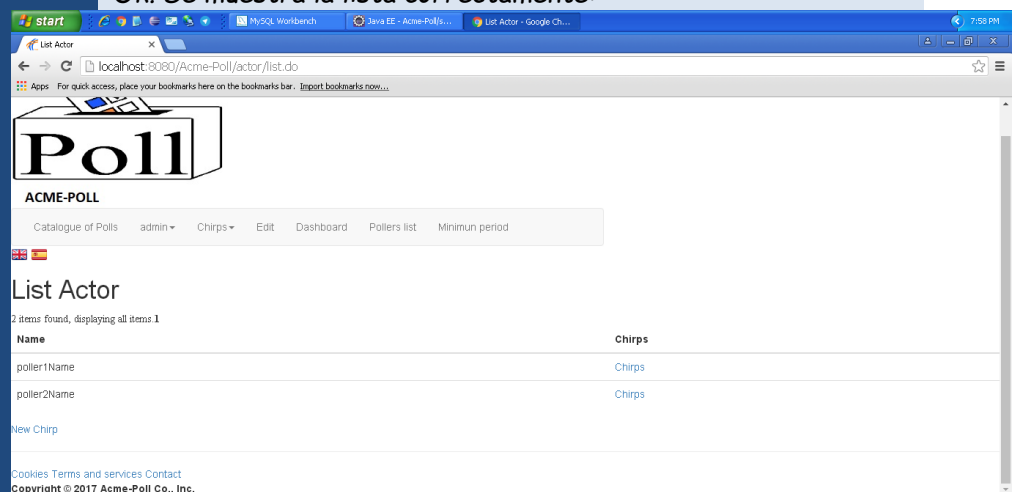 OK. Se muestra la lista correctamente.
start MySQL Workbench Java EE - Acme-Poll/s... List Actor - Google Ch... 7:58 PM
List Actor
localhost:8080/Acme-Poll/actor/list.do
Apps For quick access, place your bookmarks here on the bookmarks bar. Import bookmarks now...
Poll
ACME-POLL
Catalogue of Polls admin Chirps Edit Dashboard Pollers list Minimun period
List Actor
2 items found, displaying all items.1
Name Chirps
poller1Name Chirps
poller2Name Chirps
New Chirp
Cookies Terms and services Contact
Copyright © 2017 Acme-Poll Co., Inc.